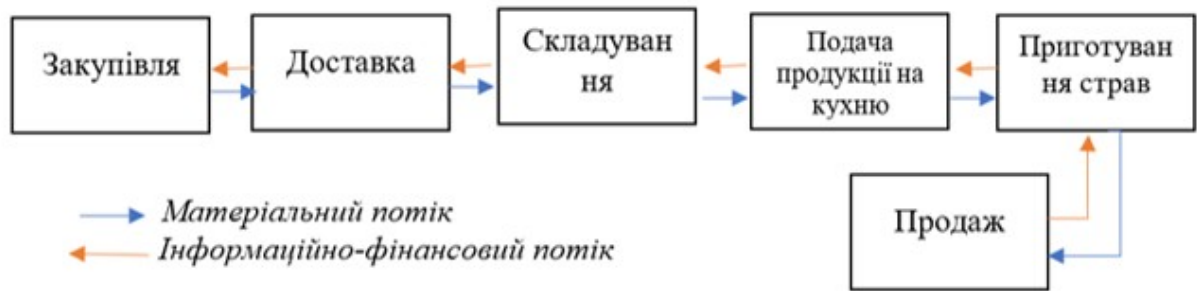 Закупівля
Доставка
Складуван
ня
Подача
продукції на
кухню
Приготуван
ня страв
Продаж
Матеріальний потік
Інформаційно-фінансовий потік